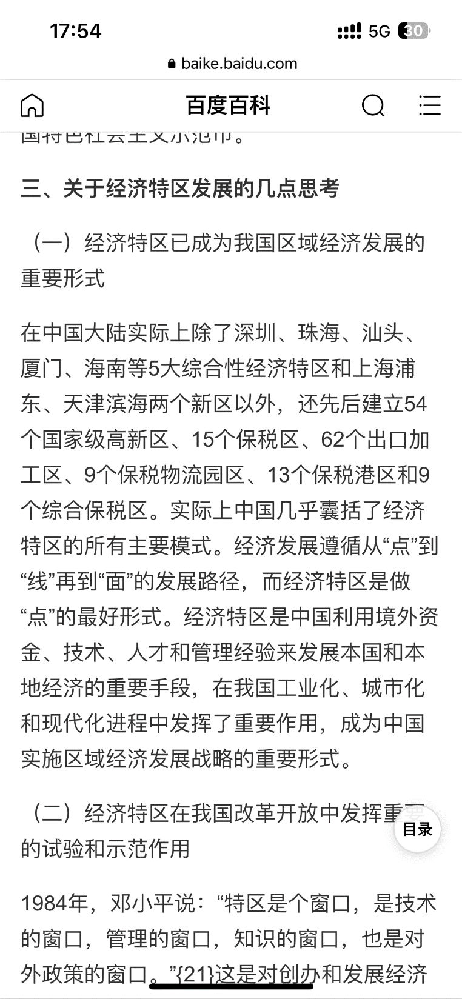 17:54
5G 30
baike.baidu.com
百度百科
国特色社会主义示范市。
三、关于经济特区发展的几点思考
（一）经济特区已成为我国区域经济发展的
重要形式
在中国大陆实际上除了深圳、珠海、汕头、
厦门、海南等5大综合性经济特区和上海浦
东、天津滨海两个新区以外，还先后建立54
个国家级高新区、15个保税区、62个出口加
工区、9个保税物流园区、13个保税港区和9
个综合保税区。实际上中国几乎囊括了经济
特区的所有主要模式。经济发展遵循从“点”到
“线”再到“面”的发展路径，而经济特区是做
“点”的最好形式。经济特区是中国利用境外资
金、技术、人才和管理经验来发展本国和本
地经济的重要手段，在我国工业化、城市化
和现代化进程中发挥了重要作用，成为中国
实施区域经济发展战略的重要形式。
（二）经济特区在我国改革开放中发挥重要
目录
的试验和示范作用
1984年，邓小平说：“特区是个窗口，是技术
的窗口，管理的窗口，知识的窗口，也是对
外政策的窗口。”{21}这是对创办和发展经济